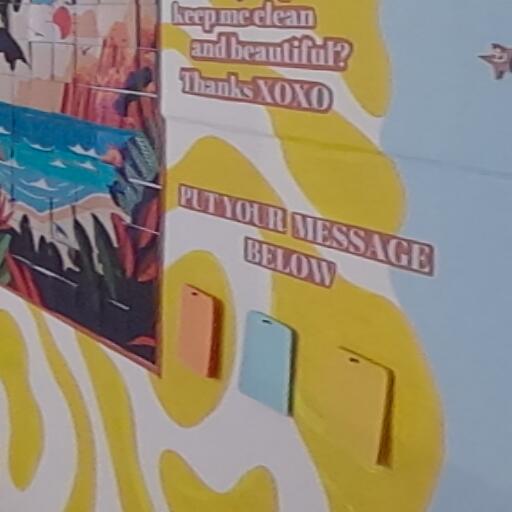 keep me clean
and beautiful?
Thanks XOXO
PUT YOUR MESSAGE
BELOW